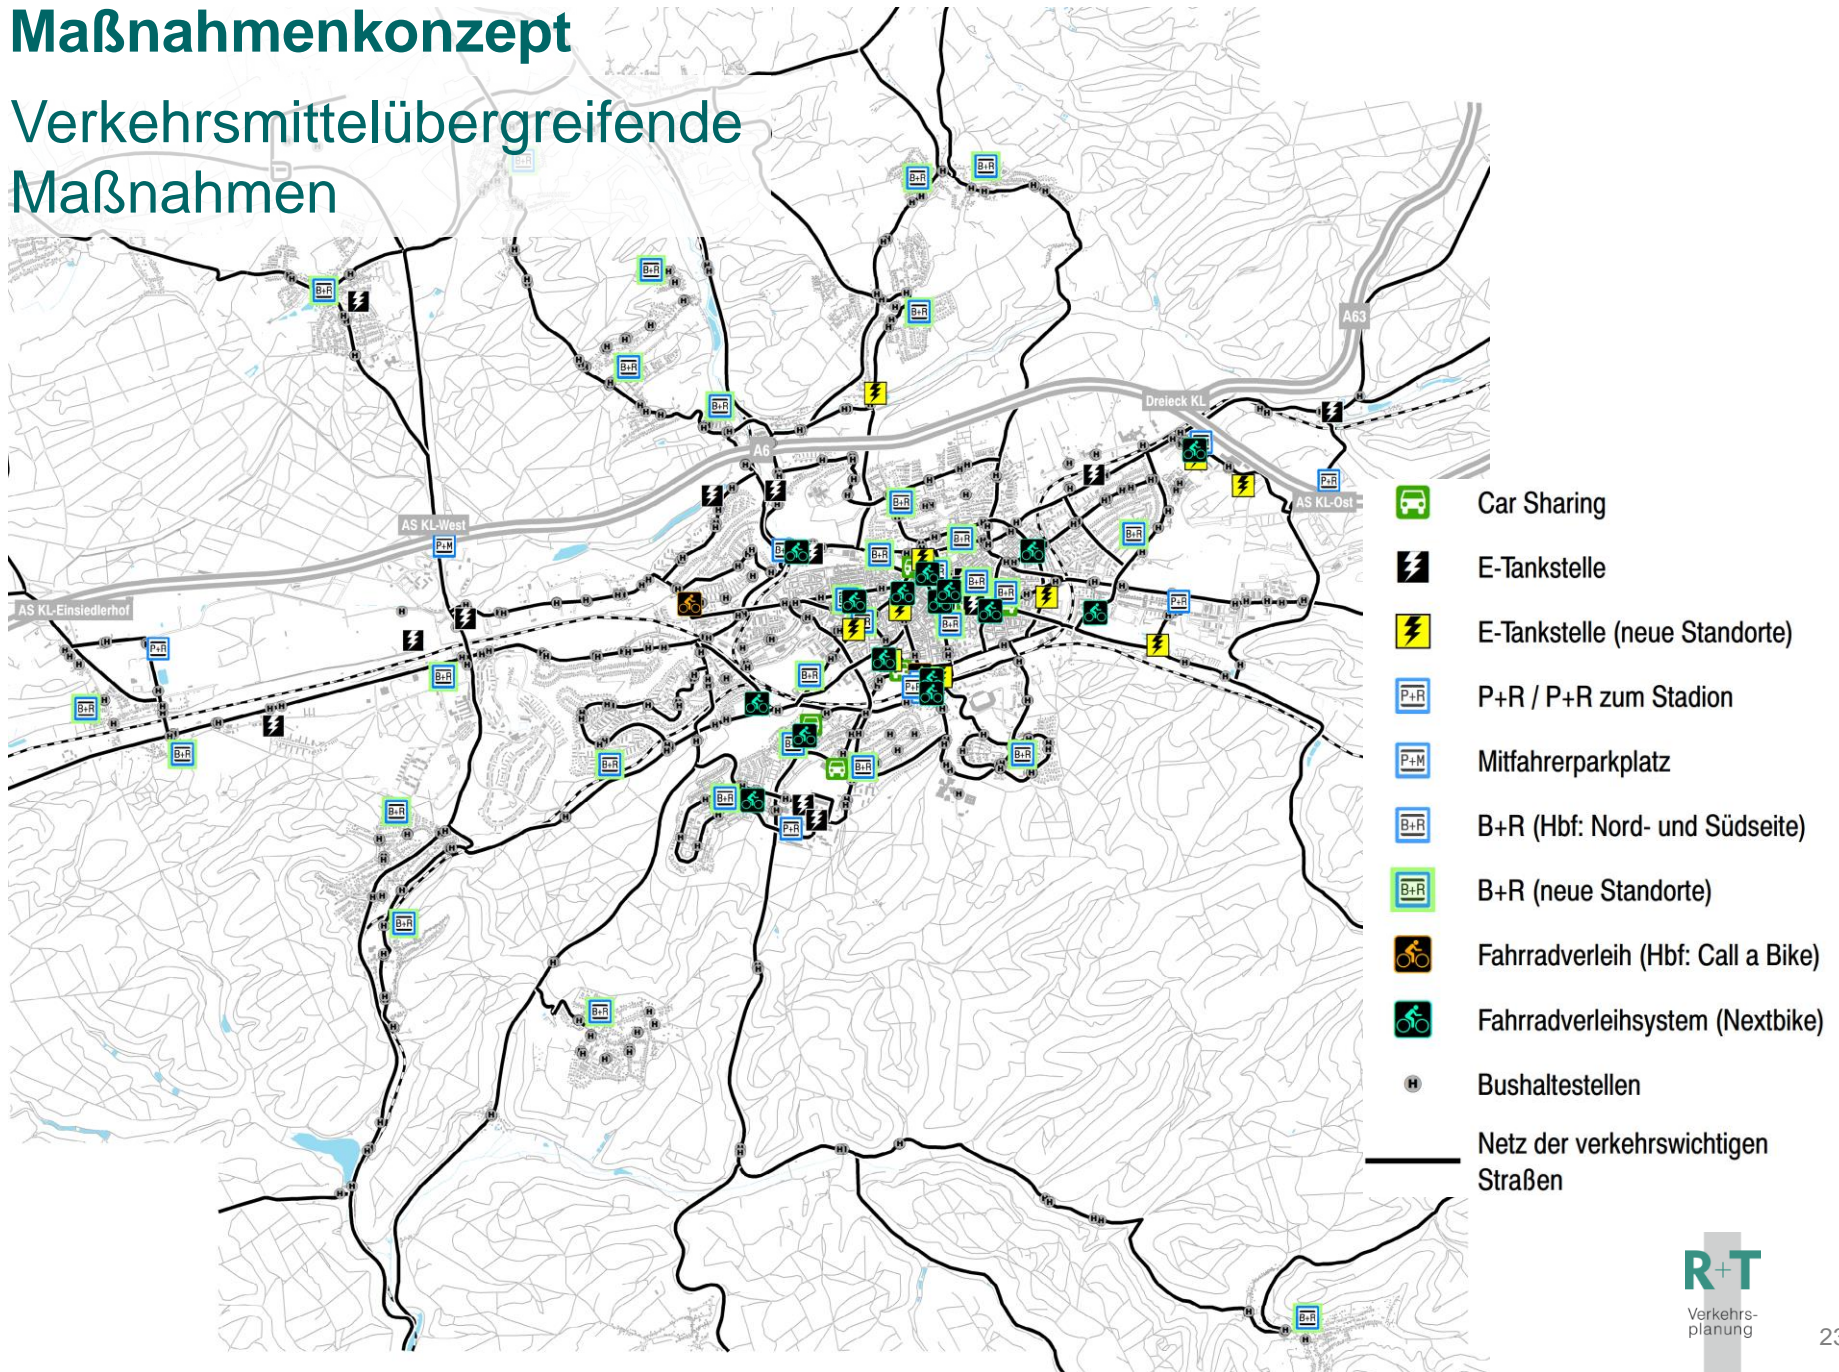 Maßnahmenkonzept
Verkehrsmittelübergreifende
Maßnahmen
A63
Dreieck KL
A6
AS KL-Ost
AS KL-West
AS KL-Einsiedlerhof
P+M
P+R
B+R
H
Car Sharing
E-Tankstelle
E-Tankstelle (neue Standorte)
P+R P+R / P+R zum Stadion
P+M Mitfahrerparkplatz
B+R B+R (Hbf: Nord- und Südseite)
B+R B+R (neue Standorte)
Fahrradverleih (Hbf: Call a Bike)
Fahrradverleihsystem (Nextbike)
H Bushaltestellen
Netz der verkehrswichtigen
Straßen
R+T
Verkehrs-
planung
23